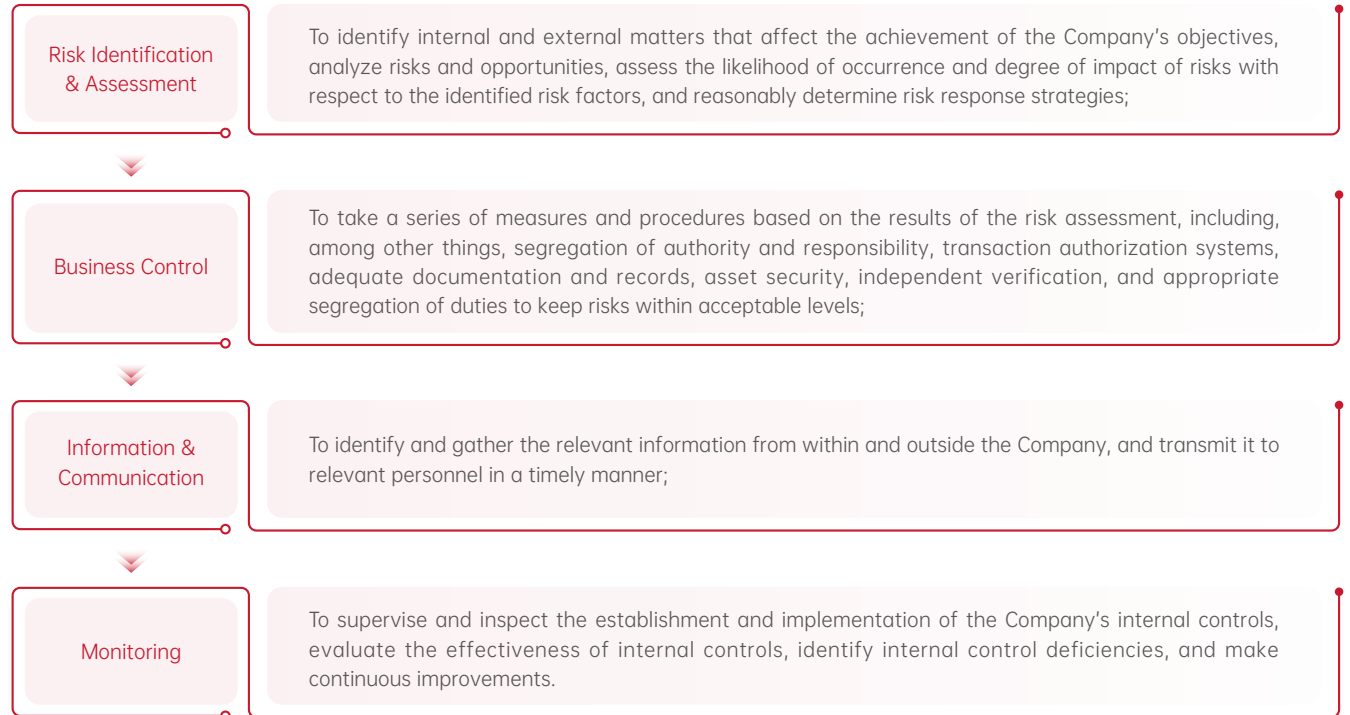 Risk Identification
& Assessment
To identify internal and external matters that affect the achievement of the Company's objectives,
analyze risks and opportunities, assess the likelihood of occurrence and degree of impact of risks with
respect to the identified risk factors, and reasonably determine risk response strategies;
Business Control
To take a series of measures and procedures based on the results of the risk assessment, including,
among other things, segregation of authority and responsibility, transaction authorization systems,
adequate documentation and records, asset security, independent verification, and appropriate
segregation of duties to keep risks within acceptable levels;
Information &
Communication
To identify and gather the relevant information from within and outside the Company, and transmit it to
relevant personnel in a timely manner;
Monitoring
To supervise and inspect the establishment and implementation of the Company's internal controls,
evaluate the effectiveness of internal controls, identify internal control deficiencies, and make
continuous improvements.